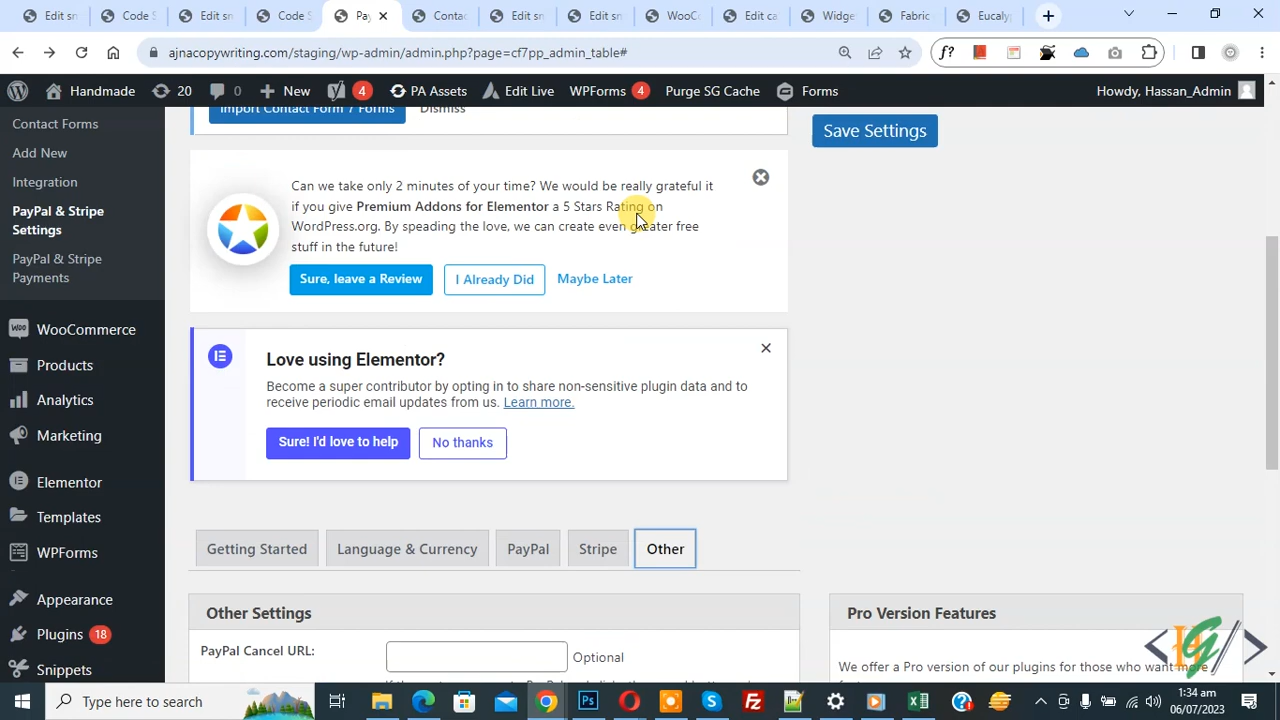 Edit sn
Code S
Edit sn
Code S
Pa
Contac
Edit sn
Edit sn
WooCo
Edit ca
Widge
Fabric
Eucaly
ajnacopywriting.com/staging/wp-admin/admin.php?page=cf7pp_admin_table#
Handmade 20 0 New 4 PA Assets Edit Live WPForms 4 Purge SG Cache Forms Howdy, Hassan_Admin
Contact Forms
Add New
Integration
PayPal & Stripe
Settings
PayPal & Stripe
Payments
WooCommerce
Products
Analytics
Marketing
Elementor
Templates
WPForms
Appearance
Plugins 18
Snippets
Import Contact Form 7 Forms Dismiss
Save Settings
Can we take only 2 minutes of your time? We would be really grateful it
if you give Premium Addons for Elementor a 5 Stars Rating on
WordPress.org. By speading the love, we can create even greater free
stuff in the future!
Sure, leave a Review I Already Did Maybe Later
Love using Elementor?
Become a super contributor by opting in to share non-sensitive plugin data and to
receive periodic email updates from us. Learn more.
Sure! I'd love to help No thanks
Getting Started Language & Currency PayPal Stripe Other
Other Settings
PayPal Cancel URL: Optional
Pro Version Features
We offer a Pro version of our plugins for those who want more
Type here to search
1:34 am
06/07/2023